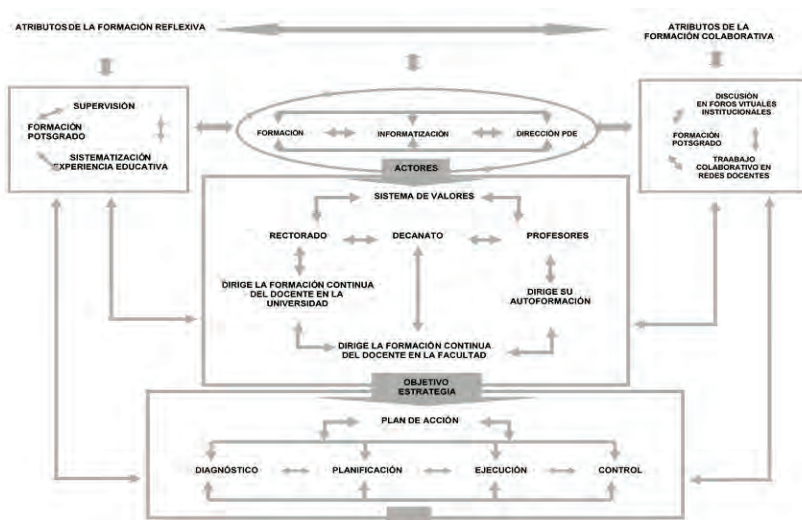 ATRIBUTOS DE LA FORMACIÓN REFLEXIVA
ATRIBUTOS DE LA
FORMACIÓN COLABORATIVA
SUPERVISIÓN
FORMACIÓN
POTSGRADO
SISTEMATIZACIÓN
EXPERIENCIA EDUCATIVA
FORMACIÓN
INFORMATIZACIÓN
DIRECCIÓN PDE
DISCUSIÓN
EN FOROS VITUALES
INSTITUCIONALES
FORMACIÓN
POTSGRADO
TRAABAJO
COLABORATIVO EN
REDES DOCENTES
ACTORES
SISTEMA DE VALORES
RECTORADO
DECANATO
PROFESORES
DIRIGE LA FORMACIÓN CONTINUA
DEL DOCENTE EN LA
UNIVERSIDAD
DIRIGE SU
AUTOFORMACIÓN
DIRIGE LA FORMACIÓN CONTINUA
DEL DOCENTE EN LA FACULTAD
OBJETIVO
ESTRATEGIA
PLAN DE ACCIÓN
DIAGNÓSTICO
PLANIFICACIÓN
EJECUCIÓN
CONTROL